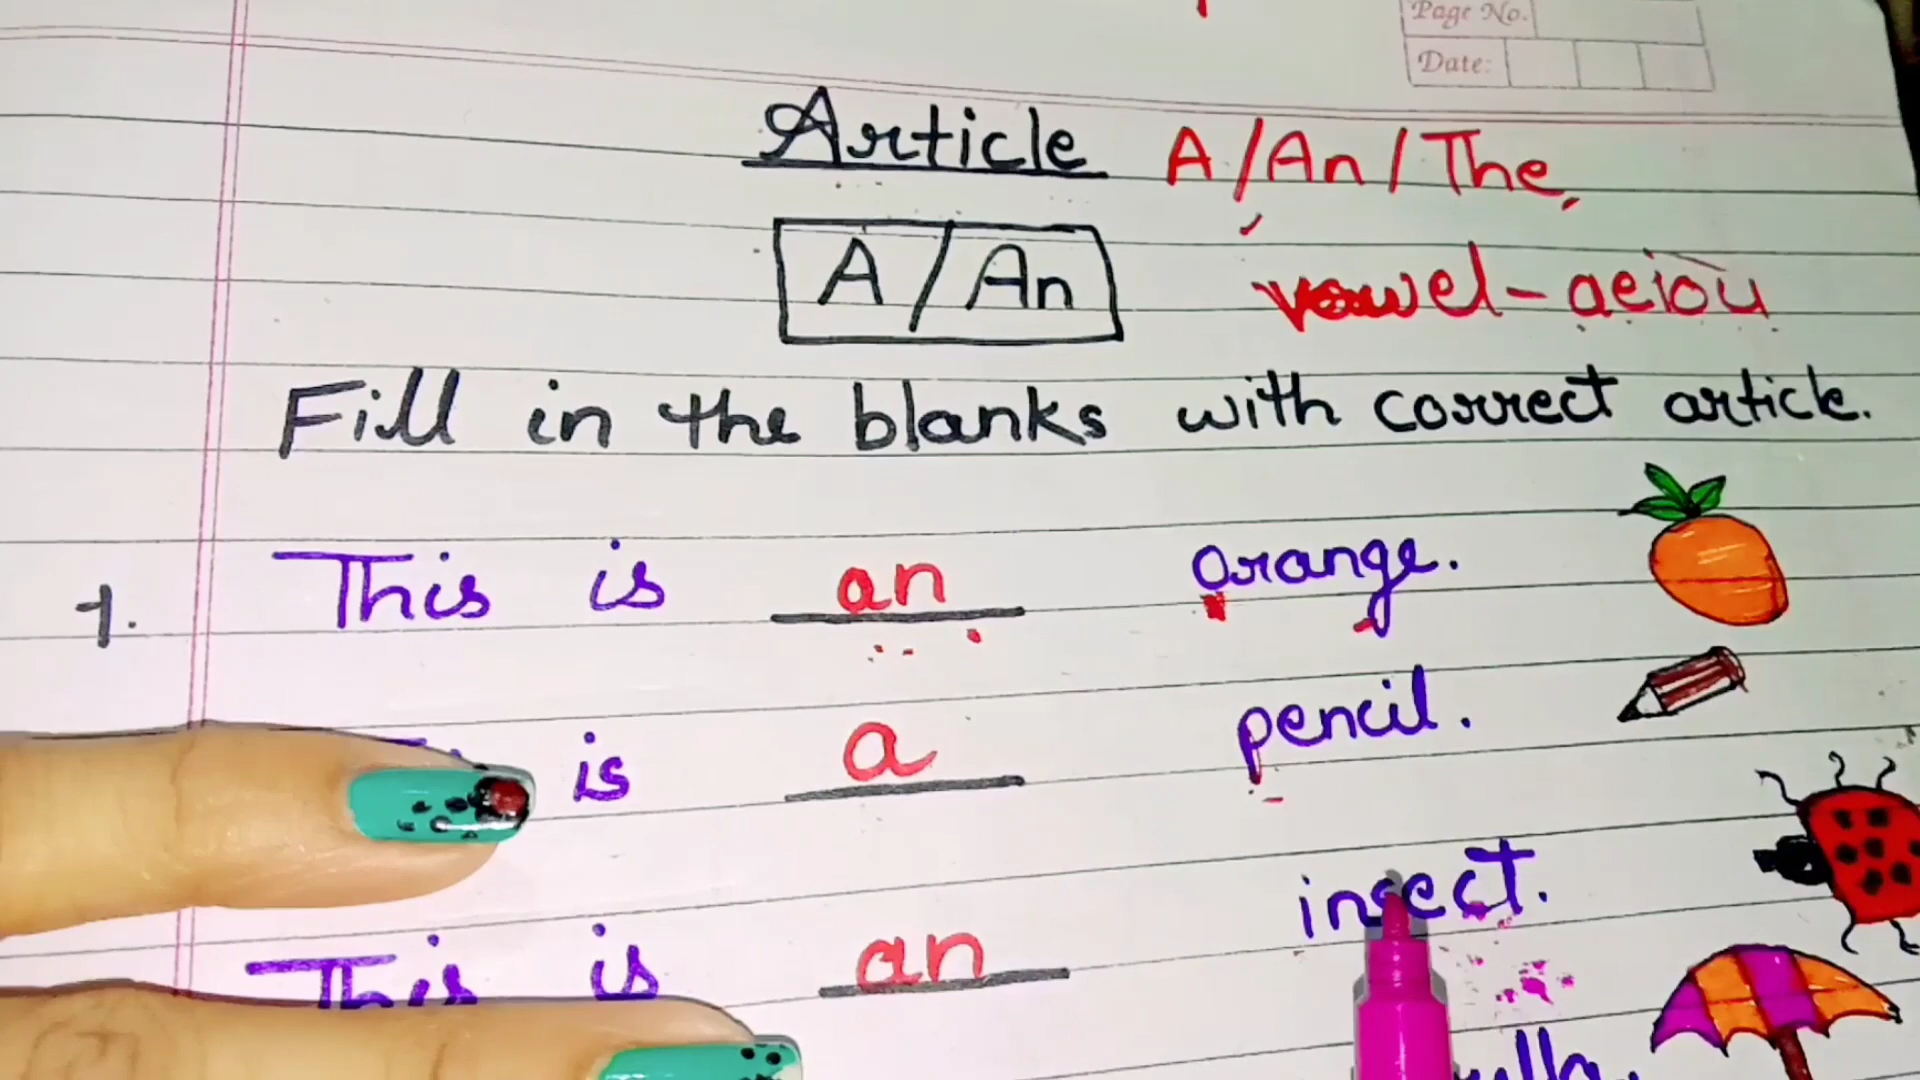 Page No.
Date:
Article A/An/The
A/An
vowel - aeiou
Fill in the blanks with correct article.
1. This is an orange.
is a pencil.
This is an insect.